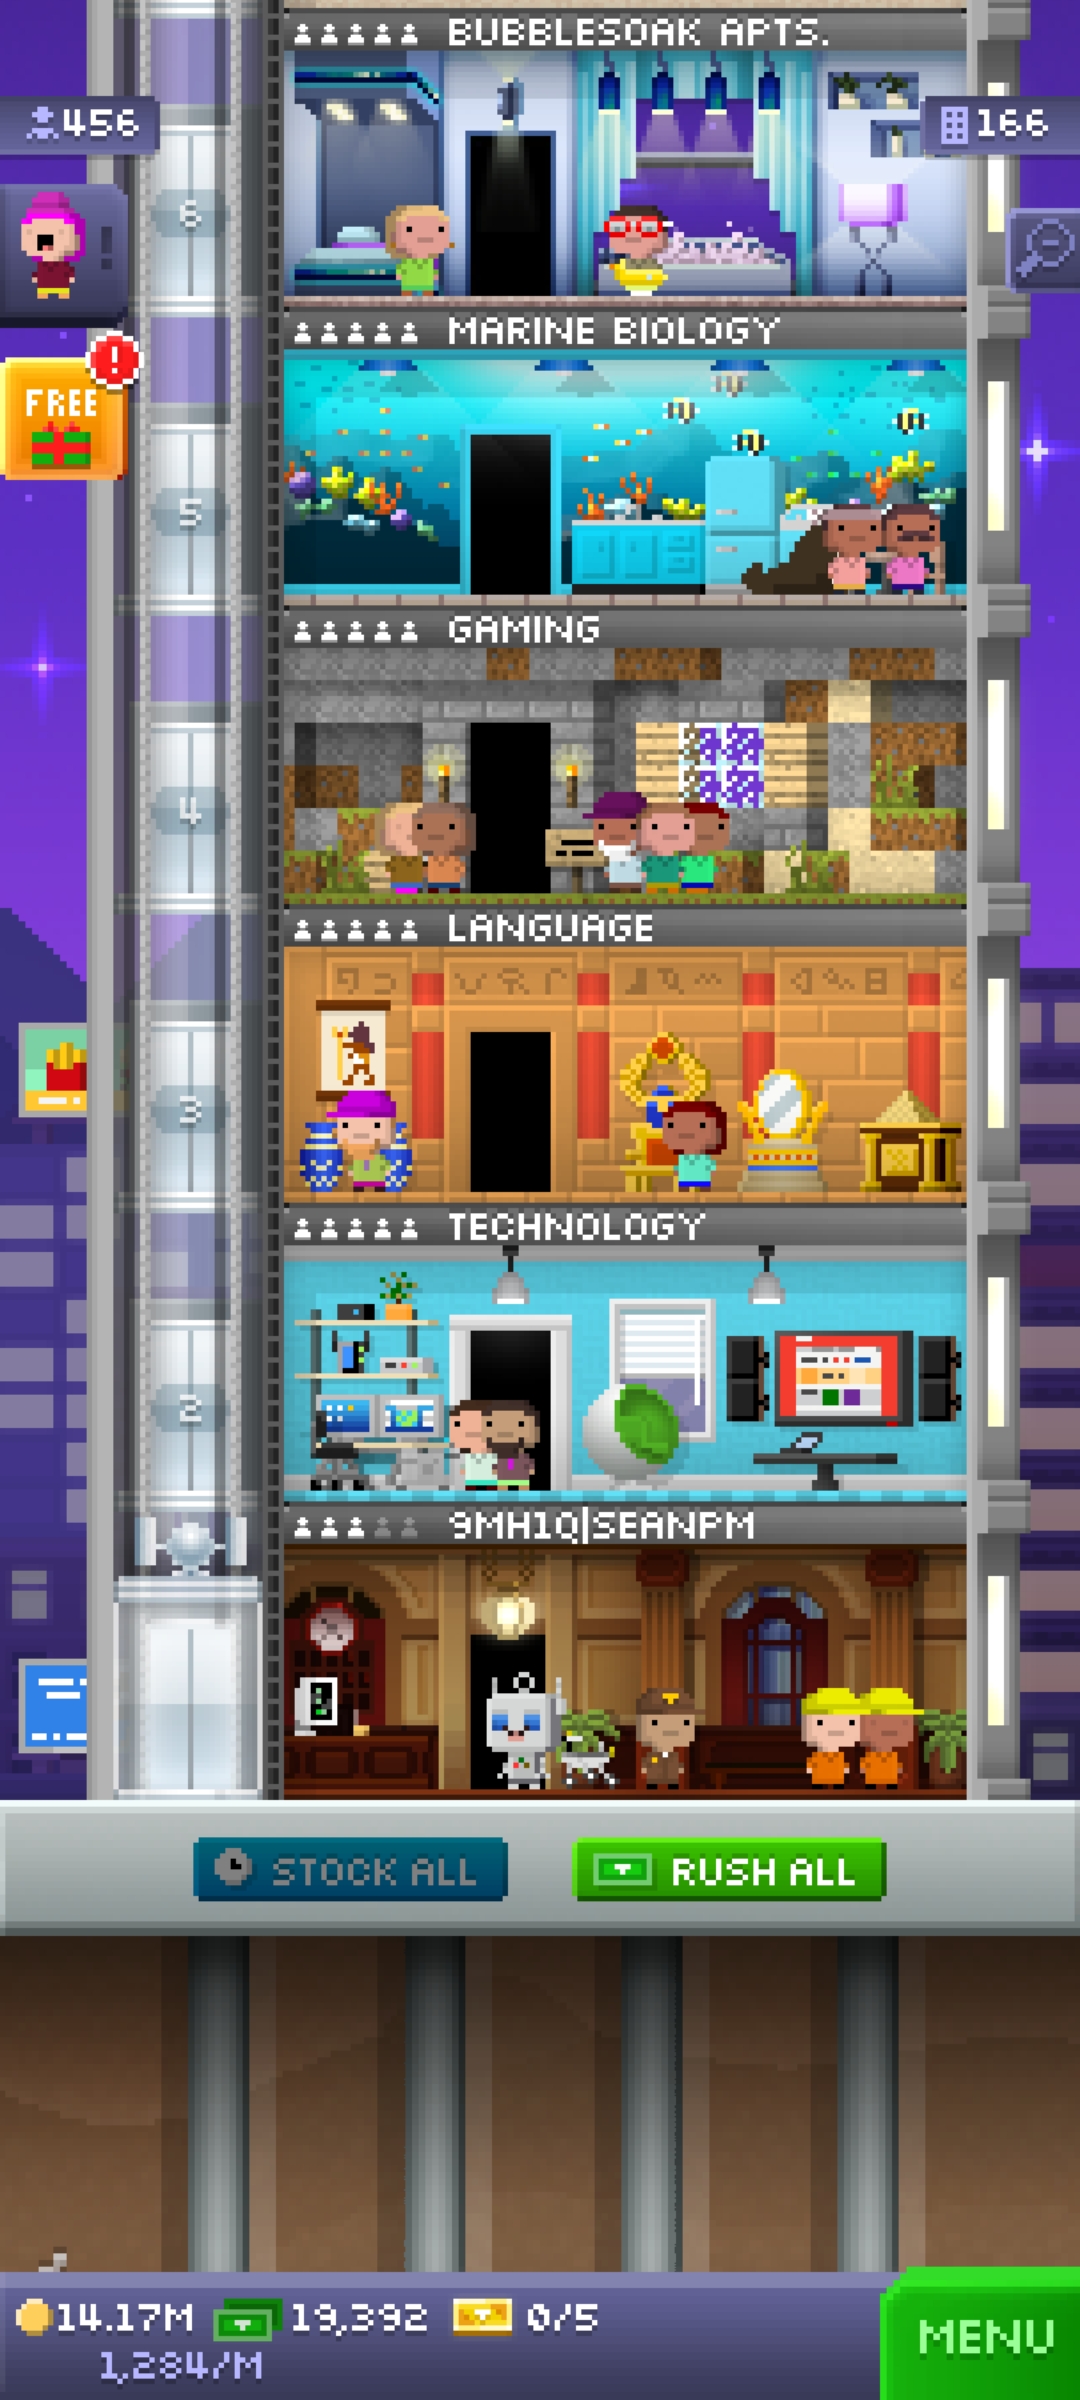 BUBBLESOAK APTS.
456
166
6
MARINE BIOLOGY
FREE
!
5
GAMING
4
LANGUAGE
3
TECHNOLOGY
2
9MH1Q|SEANPM
STOCK ALL
RUSH ALL
14.17M
19,392
0/5
MENU
1,284/M